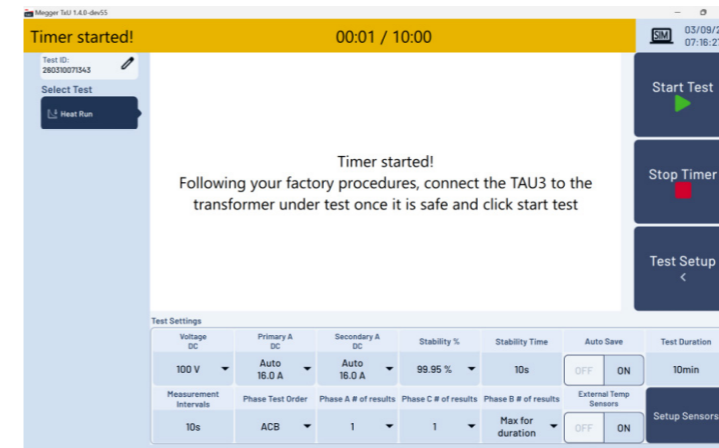 Megger TxU 1.4.0-dev55
Timer started!
00:01 / 10:00
SIM
03/09/2
07:16:2
Test ID:
260310071343
Select Test
Heat Run
Start Test
Timer started!
Following your factory procedures, connect the TAU3 to the
transformer under test once it is safe and click start test
Stop Timer
Test Setup
Test Settings
Voltage
DC
Primary A
DC
Secondary A
DC
Stability %
Stability Time
Auto Save
Test Duration
100 V
Auto
16.0 A
Auto
16.0 A
99.95 %
10s
OFF
ON
10min
Measurement
Intervals
Phase Test Order
Phase A # of results
Phase C # of results
Phase B # of results
External Temp
Sensors
10s
ACB
1
1
Max for
duration
OFF
ON
Setup Sensors